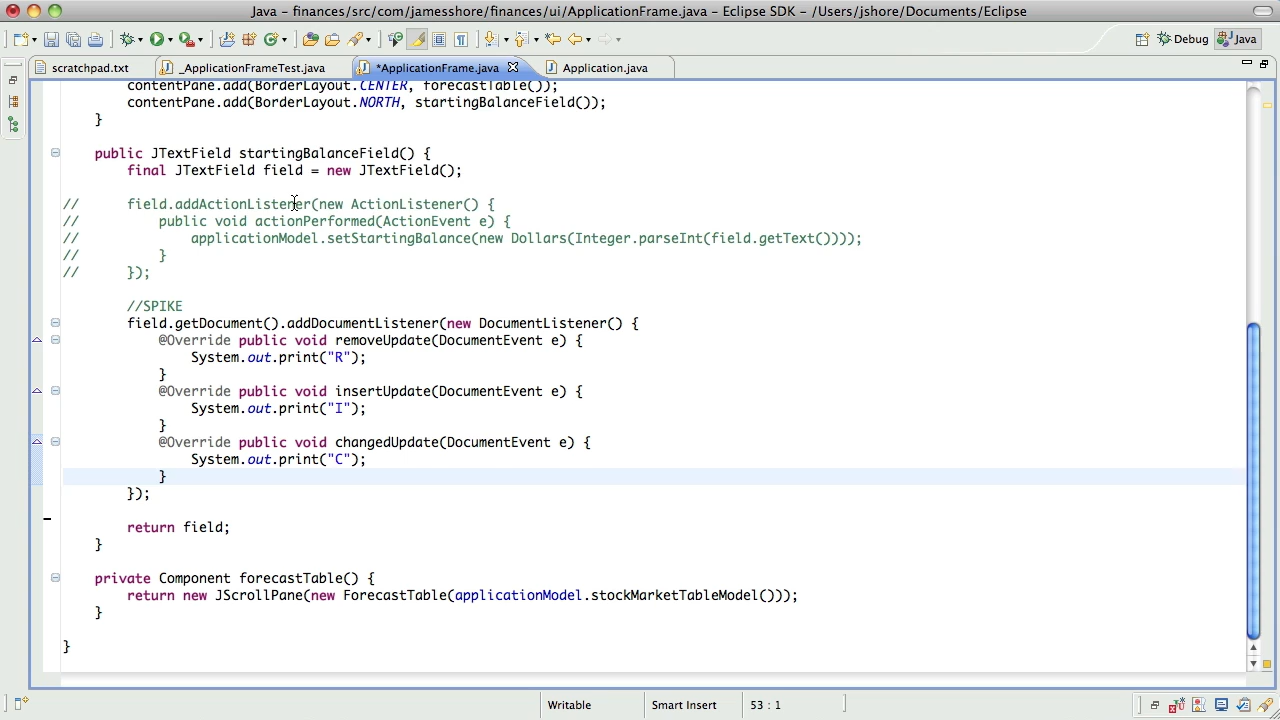 Java – finances/src/com/jamesshore/finances/ui/ApplicationFrame.java – Eclipse SDK – /Users/jshore/Documents/Eclipse
Debug Java
scratchpad.txt _ApplicationFrameTest.java *ApplicationFrame.java Application.java
contentPane.add(BorderLayout.CENTER, forecastTable());
contentPane.add(BorderLayout.NORTH, startingBalanceField());
}
public JTextField startingBalanceField() {
final JTextField field = new JTextField();
// field.addActionListener(new ActionListener() {
// public void actionPerformed(ActionEvent e) {
// applicationModel.setStartingBalance(new Dollars(Integer.parseInt(field.getText())));
// }
// });
//SPIKE
field.getDocument().addDocumentListener(new DocumentListener() {
@Override public void removeUpdate(DocumentEvent e) {
System.out.print("R");
}
@Override public void insertUpdate(DocumentEvent e) {
System.out.print("I");
}
@Override public void changedUpdate(DocumentEvent e) {
System.out.print("C");
}
});
return field;
}
private Component forecastTable() {
return new JScrollPane(new ForecastTable(applicationModel.stockMarketTableModel()));
}
}
Writable Smart Insert 53 : 1